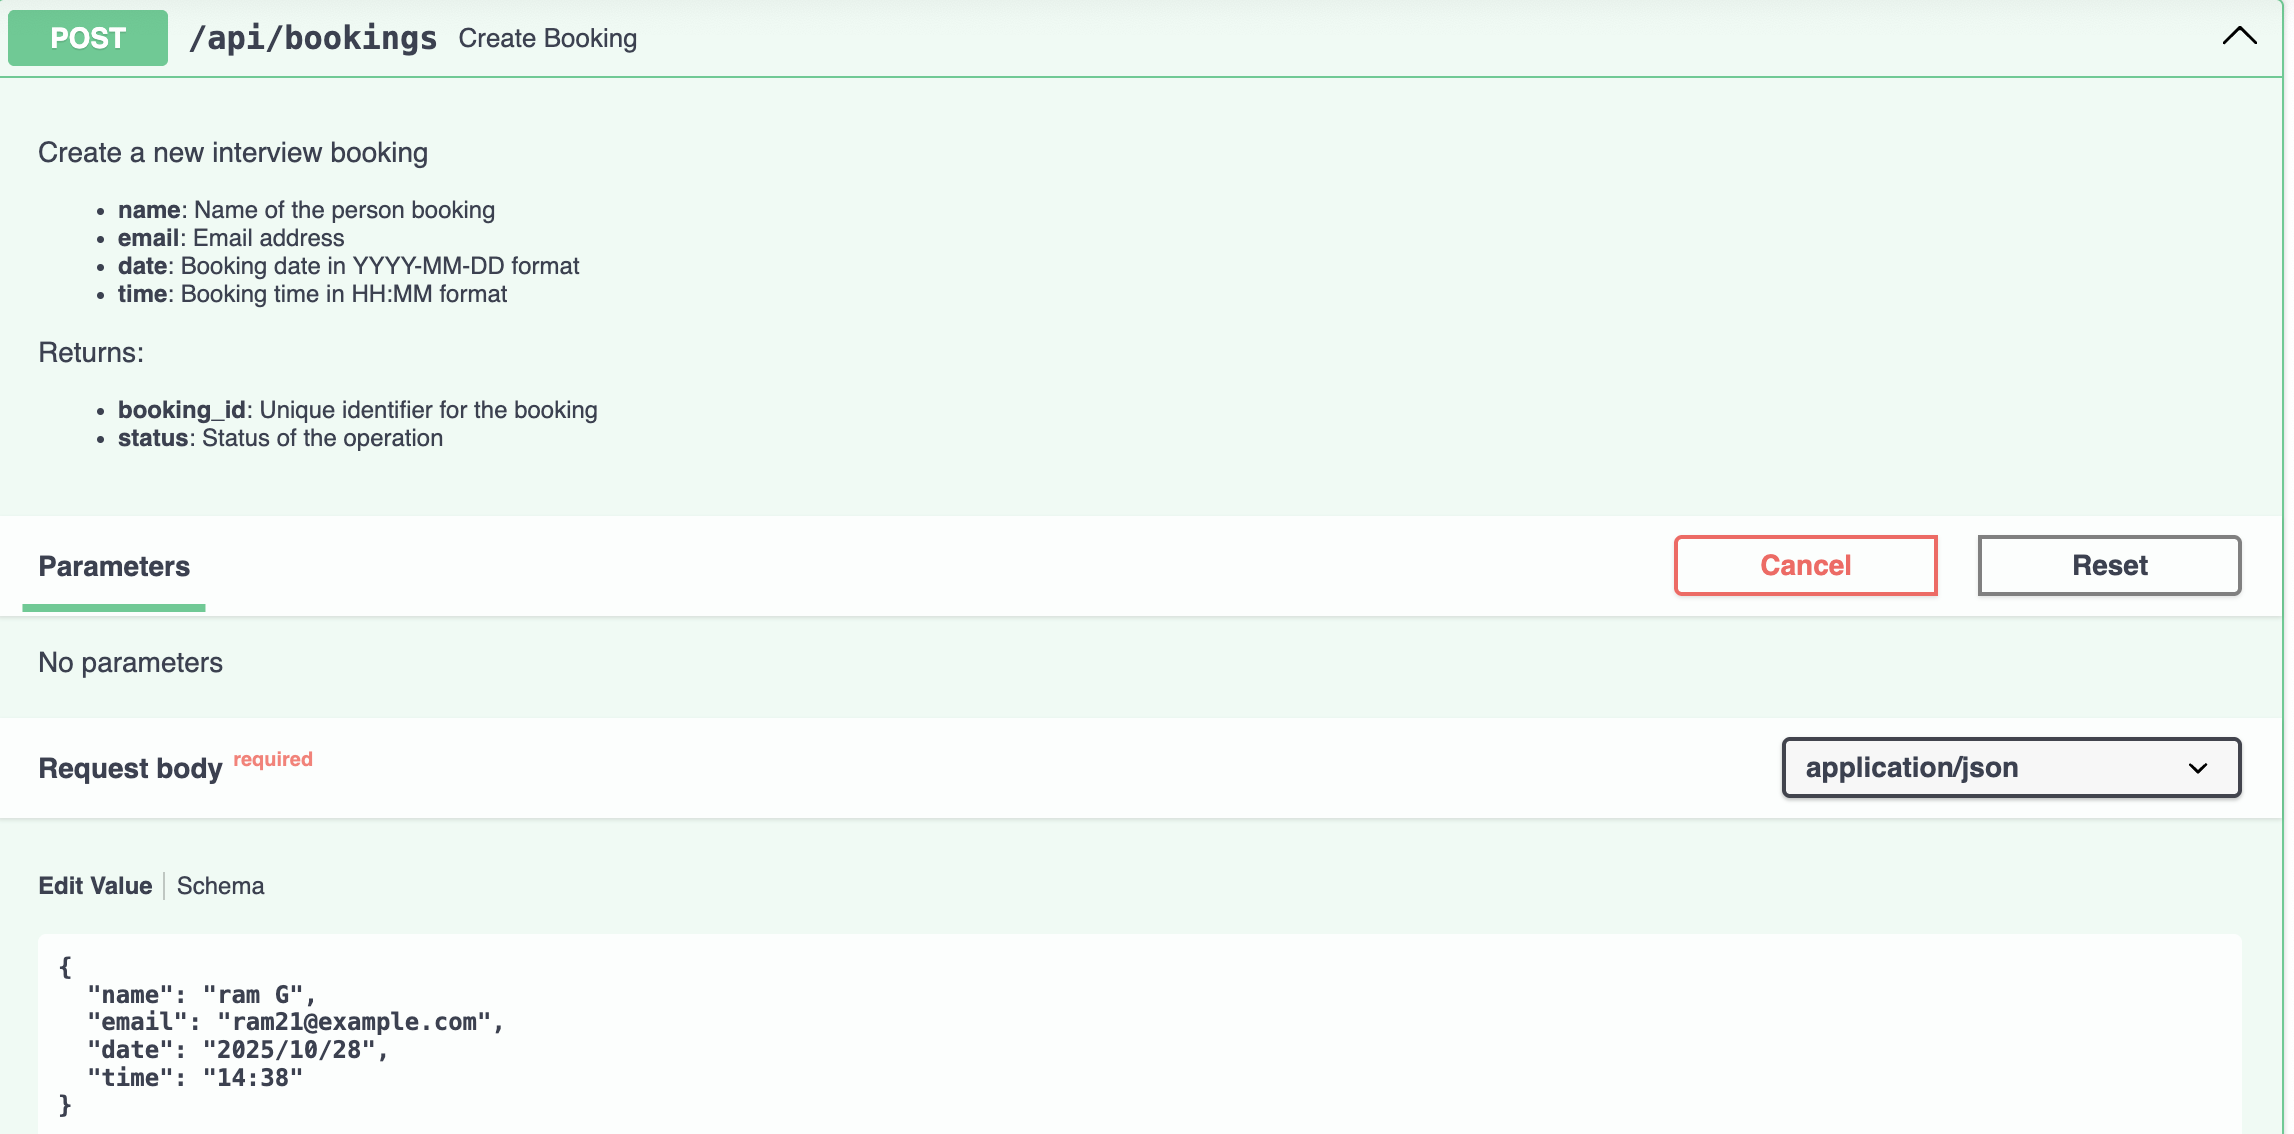 POST /api/bookings Create Booking
Create a new interview booking
• name: Name of the person booking
• email: Email address
• date: Booking date in YYYY-MM-DD format
• time: Booking time in HH:MM format
Returns:
• booking_id: Unique identifier for the booking
• status: Status of the operation
Parameters Cancel Reset
No parameters
Request body required application/json
Edit Value | Schema
{
  "name": "ram G",
  "email": "ram21@example.com",
  "date": "2025/10/28",
  "time": "14:38"
}